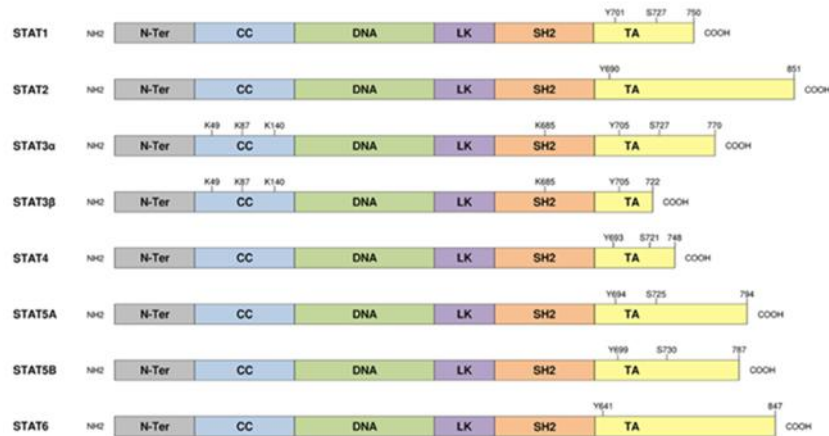 Y701 S727 750
STAT1 NH2 N-Ter CC DNA LK SH2 TA COOH
Y690 851
STAT2 NH2 N-Ter CC DNA LK SH2 TA COOH
K49 K87 K140 K685 Y705 S727 770
STAT3α NH2 N-Ter CC DNA LK SH2 TA COOH
K49 K87 K140 K685 Y705 722
STAT3β NH2 N-Ter CC DNA LK SH2 TA COOH
Y693 S721 748
STAT4 NH2 N-Ter CC DNA LK SH2 TA COOH
Y694 S725 794
STAT5A NH2 N-Ter CC DNA LK SH2 TA COOH
Y699 S730 787
STAT5B NH2 N-Ter CC DNA LK SH2 TA COOH
Y641 847
STAT6 NH2 N-Ter CC DNA LK SH2 TA COOH